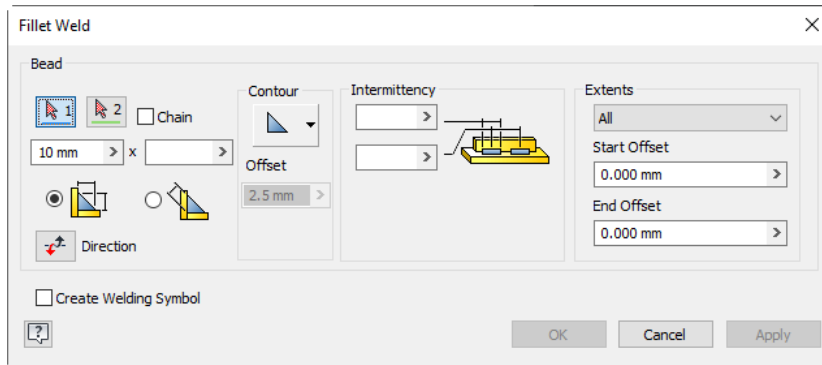 Fillet Weld
Bead
1
2
Chain
10 mm > x >
Direction
Contour
Offset
2.5 mm >
Intermittency
>
>
Extents
All
Start Offset
0.000 mm >
End Offset
0.000 mm >
Create Welding Symbol
?
OK
Cancel
Apply